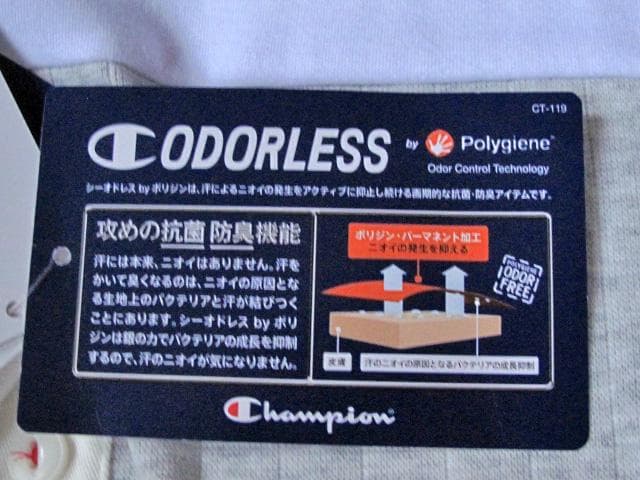 CT-119
ODORLESS by Polygiene
Odor Control Technology
シーオドレス by ポリジンは、汗によるニオイの発生をアクティブに抑止し続ける画期的な抗菌・防臭アイテムです。
攻めの抗菌 防臭機能
汗には本来、ニオイはありません。汗を
かいて臭くなるのは、ニオイの原因とな
る生地上のバクテリアと汗が結びつく
ことにあります。シーオドレス by ポリ
ジンは銀の力でバクテリアの成長を抑制
するので、汗のニオイが気になりません。
ポリジン・パーマネント加工
ニオイの発生を抑える
POLYGIENE
ODOR
FREE
皮膚
汗のニオイの原因となるバクテリアの成長抑制
Champion